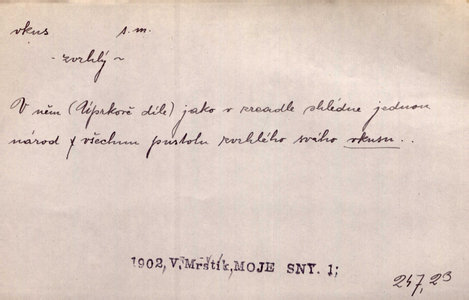 vkus s. m.
- zvrhlý ~
V něm (Úprkově díle) jako v zrcadle shlédne jednou
národ všechnu pustotu zvrhlého svého vkusu..
1902, V. Mrštík, MOJE SNY. 1;
247, 23